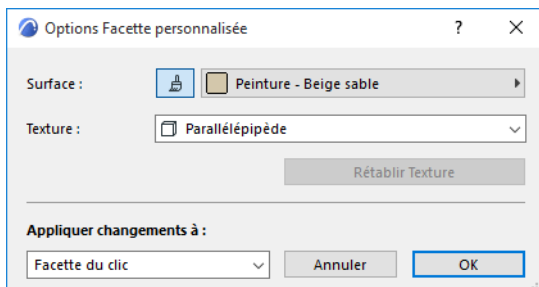 Options Facette personnalisée
?
Surface :
Peinture - Beige sable
Texture :
Parallélépipède
Rétablir Texture
Appliquer changements à :
Facette du clic
Annuler
OK